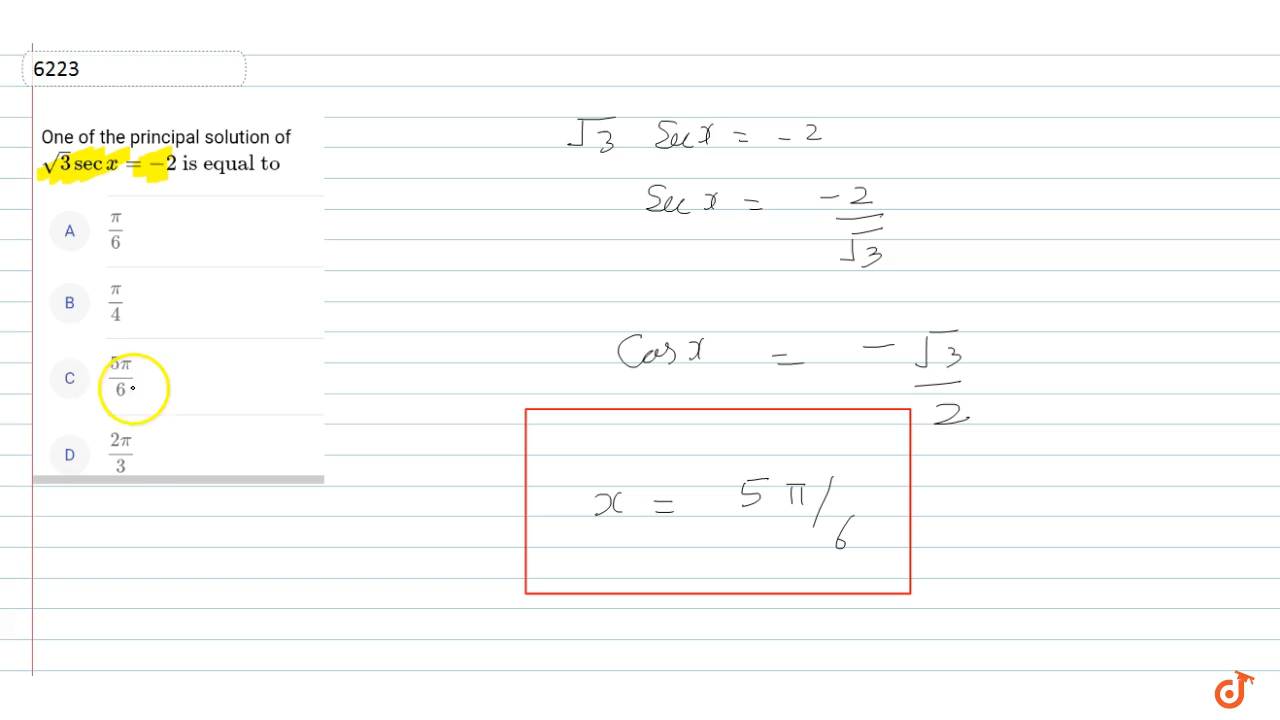 6223
One of the principal solution of
√3 sec x = −2 is equal to
A π/6
B π/4
C 5π/6
D 2π/3
√3 Sec x = -2
Sec x = -2/√3
Cos x = -√3/2
x = 5π/6